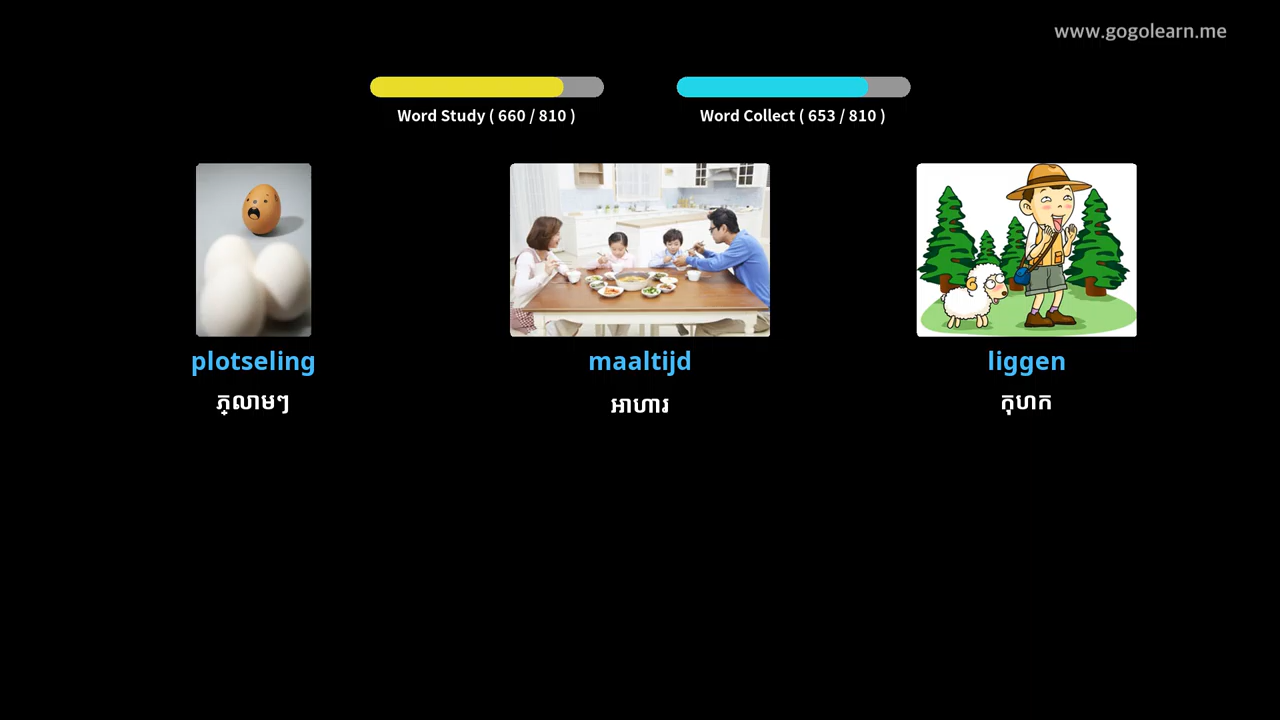 www.gogolearn.me
Word Study ( 660 / 810 )
Word Collect ( 653 / 810 )
plotseling
maaltijd
liggen
ភ្លាមៗ
អាហារ
កុហក